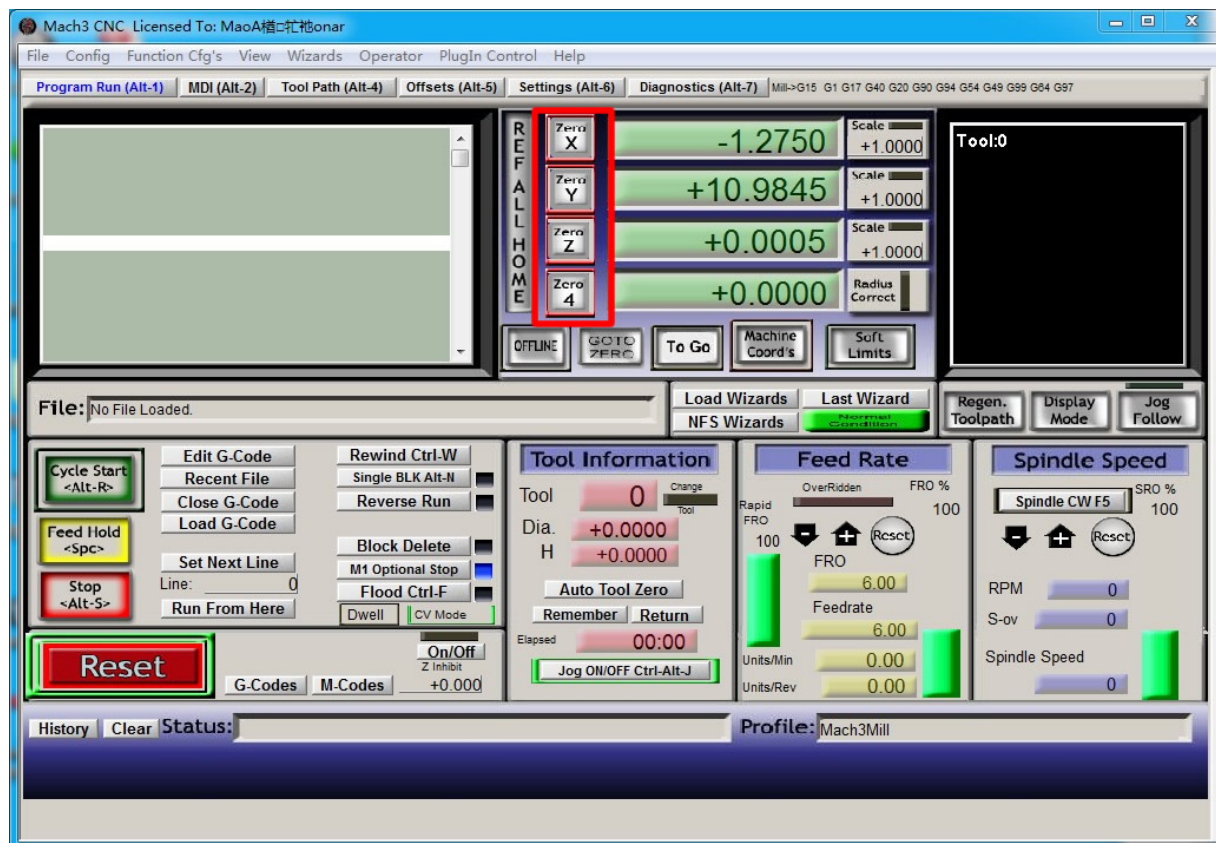 Mach3 CNC Licensed To: MaoA楿□牤祂onar
File Config Function Cfg's View Wizards Operator PlugIn Control Help
Program Run (Alt-1) MDI (Alt-2) Tool Path (Alt-4) Offsets (Alt-5) Settings (Alt-6) Diagnostics (Alt-7) Mill->G15 G1 G17 G40 G20 G90 G94 G54 G49 G99 G64 G97
REF ALL HOME
Zero X -1.2750 Scale +1.0000
Zero Y +10.9845 Scale +1.0000
Zero Z +0.0005 Scale +1.0000
Zero 4 +0.0000 Radius Correct
OFFLINE GOTO ZERO To Go Machine Coord's Soft Limits
Tool:0
File: No File Loaded.
Load Wizards Last Wizard
NFS Wizards Normal Condition
Regen. Toolpath Display Mode Jog Follow
Cycle Start <Alt-R>
Feed Hold <Spc>
Stop <Alt-S>
Edit G-Code
Recent File
Close G-Code
Load G-Code
Set Next Line
Line: 0
Run From Here
Rewind Ctrl-W
Single BLK Alt-N
Reverse Run
Block Delete
M1 Optional Stop
Flood Ctrl-F
Dwell CV Mode
Reset
G-Codes M-Codes
On/Off
Z Inhibit
+0.000
Tool Information
Tool 0 Change Tool
Dia. +0.0000
H +0.0000
Auto Tool Zero
Remember Return
Elapsed 00:00
Jog ON/OFF Ctrl-Alt-J
Feed Rate
OverRidden FRO %
100
Rapid FRO
100
Reset
FRO
6.00
Feedrate
6.00
Units/Min 0.00
Units/Rev 0.00
Spindle Speed
Spindle CW F5
SRO %
100
Reset
RPM 0
S-ov 0
Spindle Speed
0
History Clear Status:
Profile: Mach3Mill